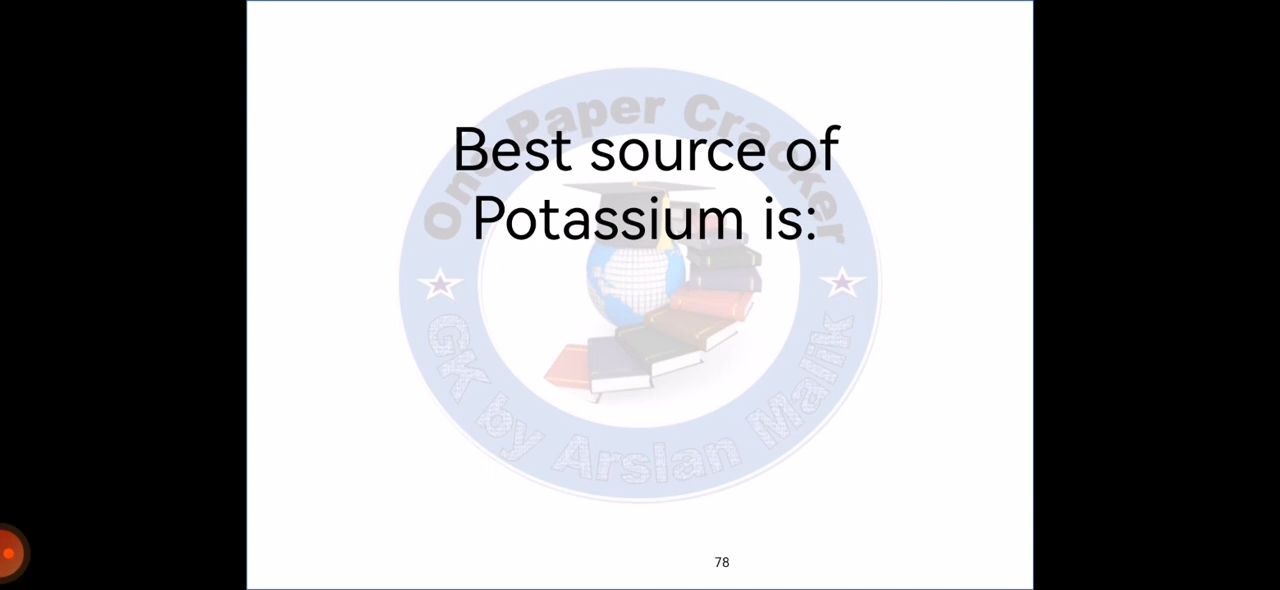 One Paper Cracker
Best source of
Potassium is:
GK by Arslan Malik
78